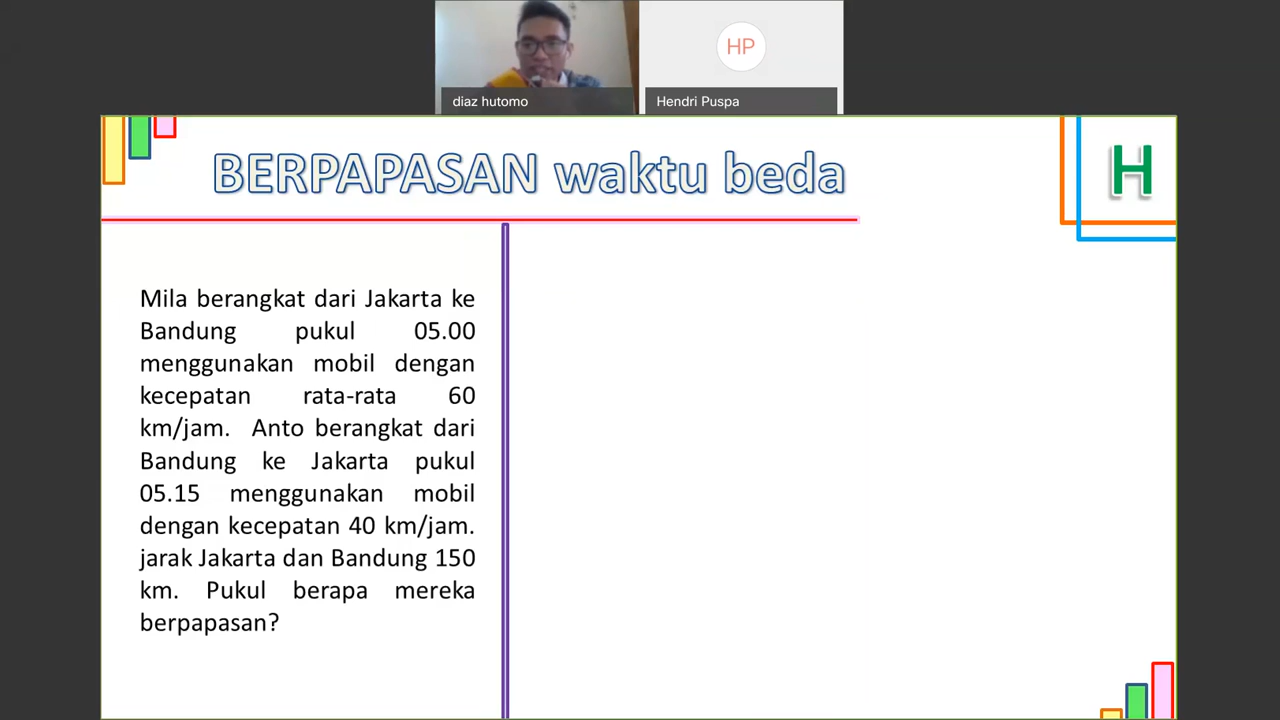 HP
diaz hutomo
Hendri Puspa
BERPAPASAN waktu beda
H
Mila berangkat dari Jakarta ke
Bandung pukul 05.00
menggunakan mobil dengan
kecepatan rata-rata 60
km/jam. Anto berangkat dari
Bandung ke Jakarta pukul
05.15 menggunakan mobil
dengan kecepatan 40 km/jam.
jarak Jakarta dan Bandung 150
km. Pukul berapa mereka
berpapasan?